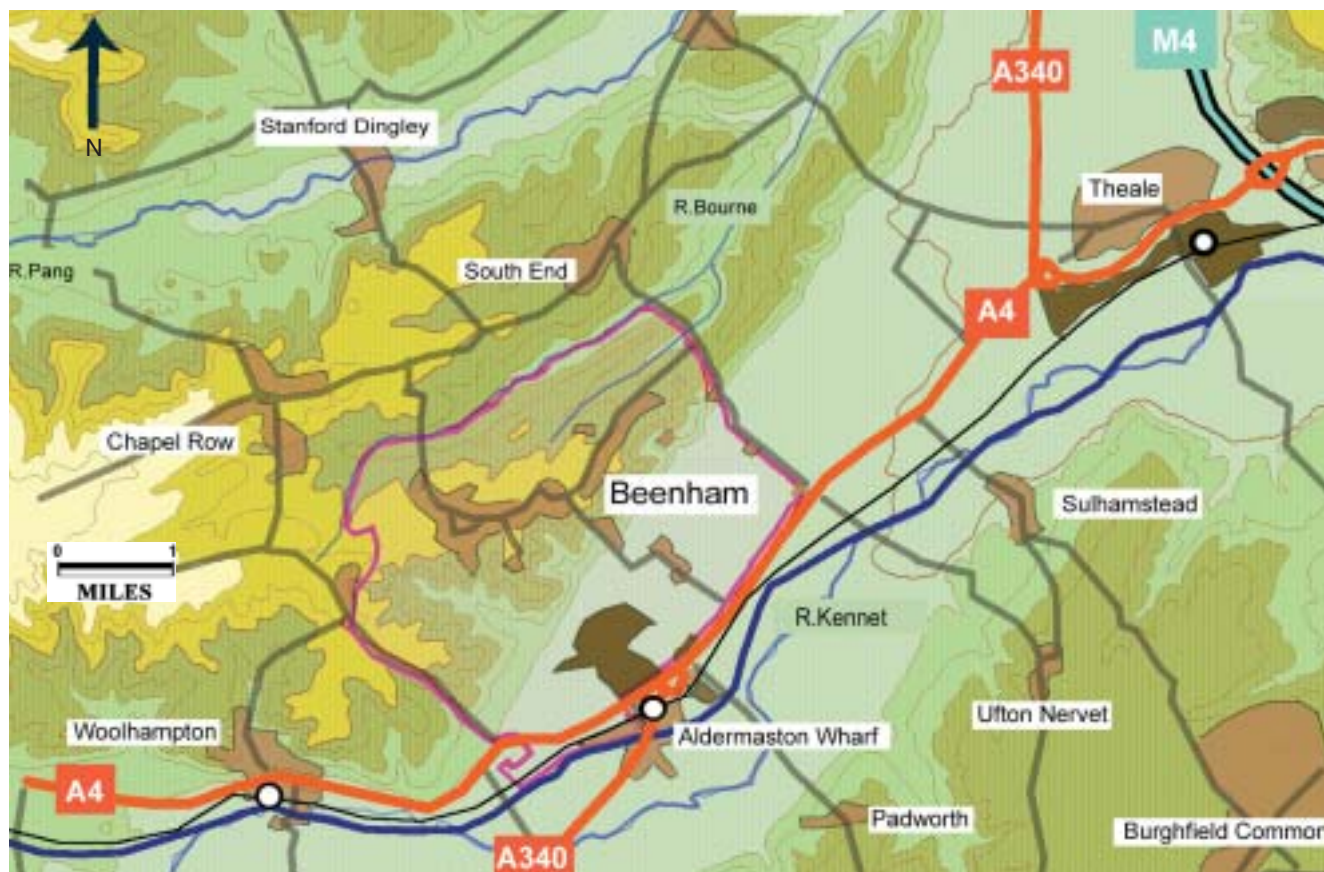 M4
A340
N
Stanford Dingley
Theale
R.Bourne
R.Pang
South End
A4
Chapel Row
Beenham
Sulhamstead
0 1
MILES
R.Kennet
Woolhampton
Ufton Nervet
Aldermaston Wharf
A4
Padworth
Burghfield Common
A340